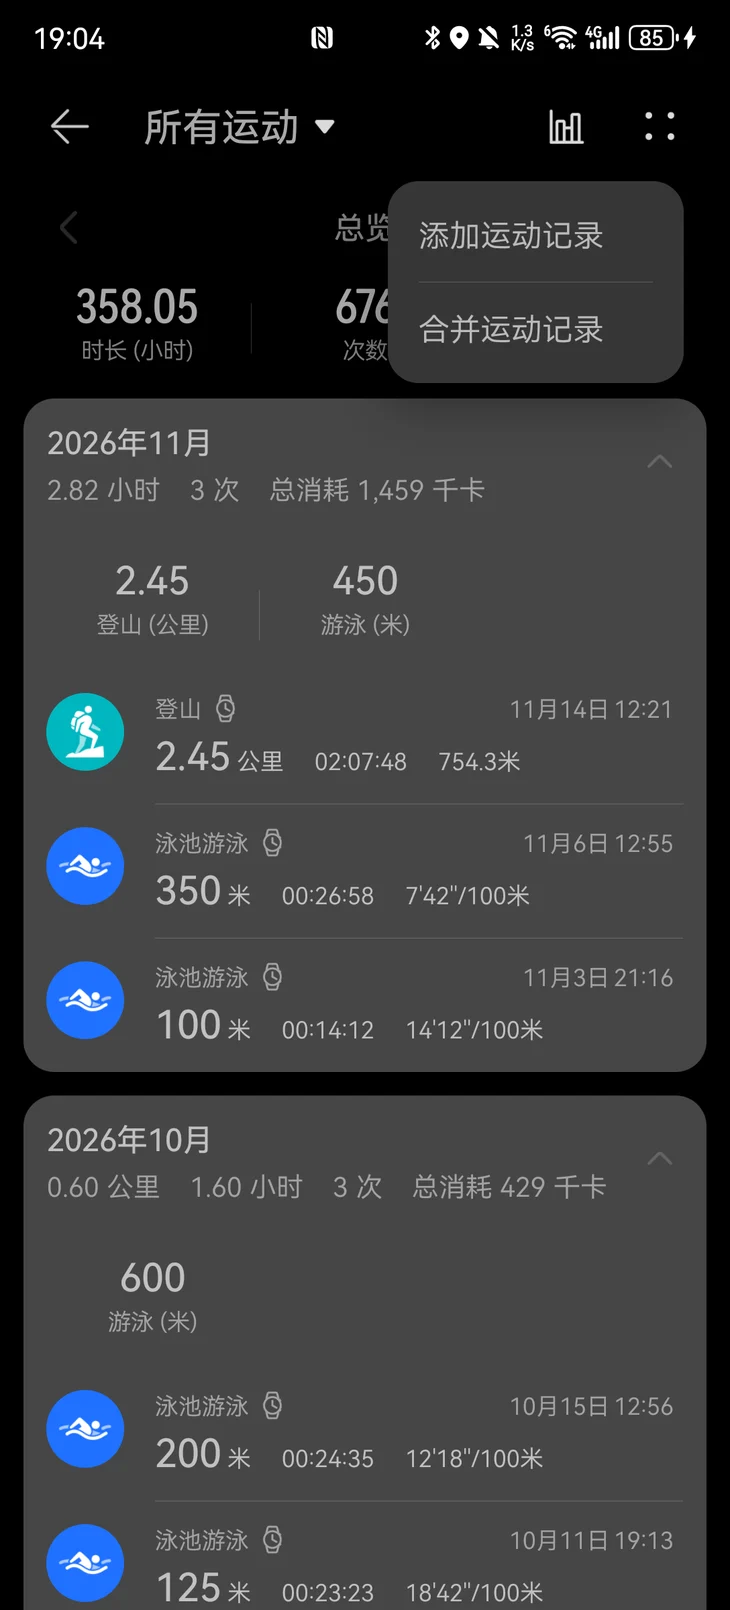 19:04 1.3 K/s 6 4G 85
所有运动
添加运动记录
合并运动记录
总览
358.05
时长 (小时)
676
次数
2026年11月
2.82 小时 3 次 总消耗 1,459 千卡
2.45 450
登山 (公里) 游泳 (米)
登山 11月14日 12:21
2.45 公里 02:07:48 754.3米
泳池游泳 11月6日 12:55
350 米 00:26:58 7'42"/100米
泳池游泳 11月3日 21:16
100 米 00:14:12 14'12"/100米
2026年10月
0.60 公里 1.60 小时 3 次 总消耗 429 千卡
600
游泳 (米)
泳池游泳 10月15日 12:56
200 米 00:24:35 12'18"/100米
泳池游泳 10月11日 19:13
125 米 00:23:23 18'42"/100米